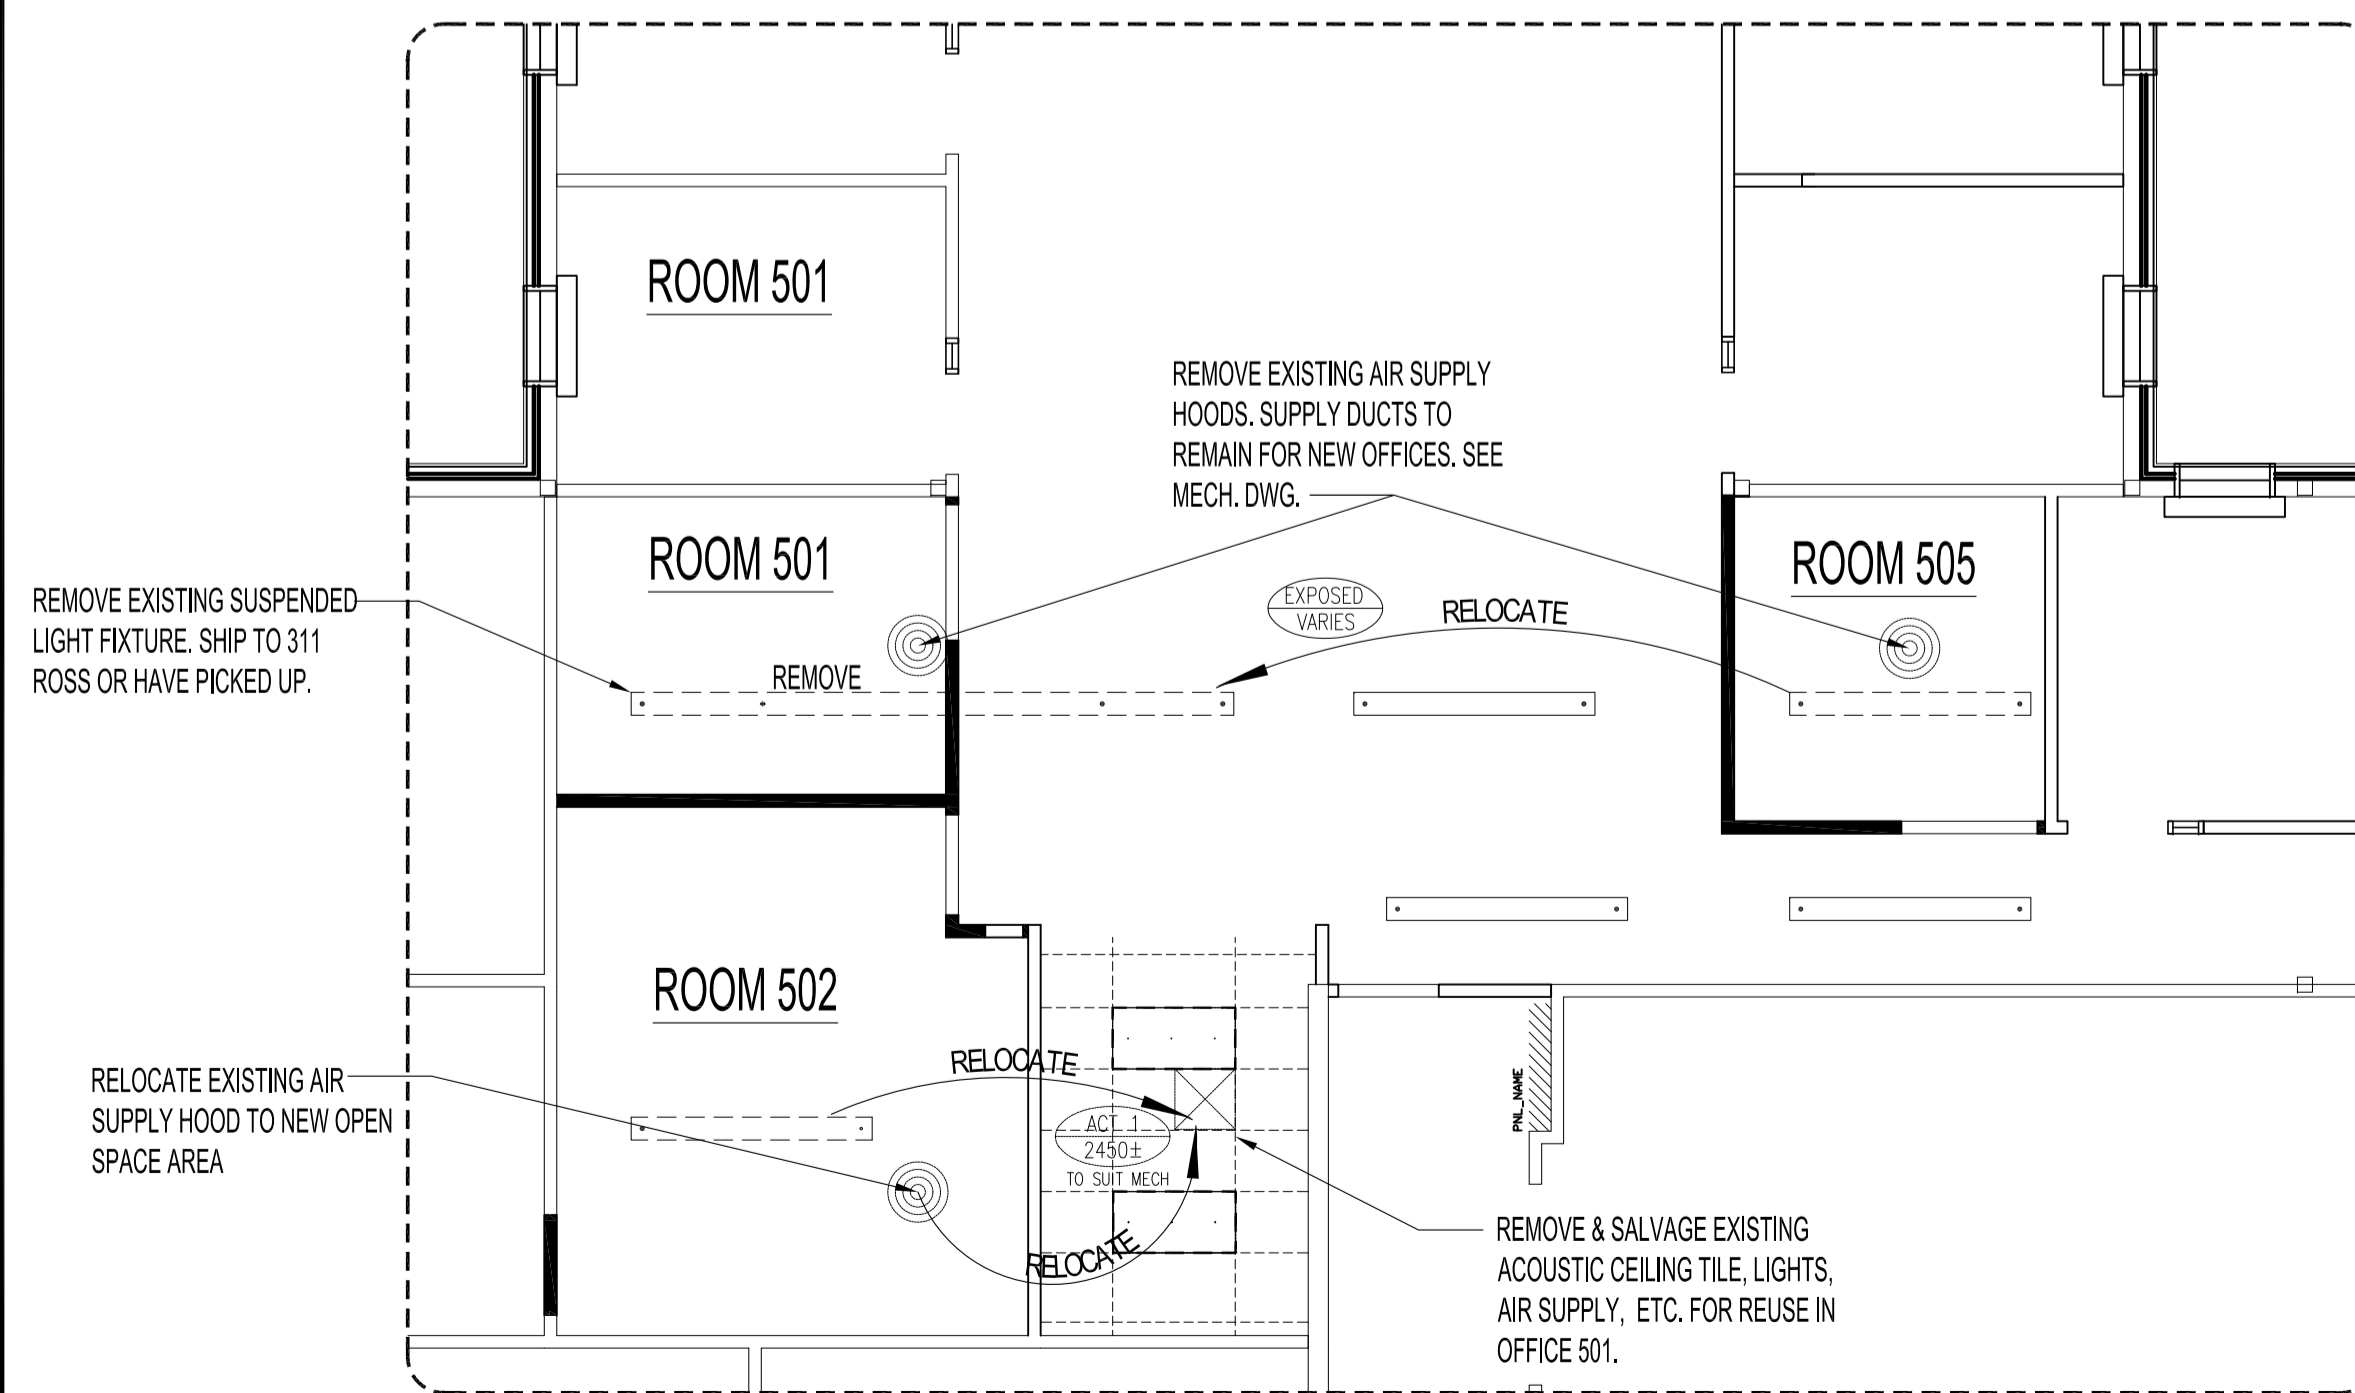 ROOM 501
REMOVE EXISTING AIR SUPPLY
HOODS. SUPPLY DUCTS TO
REMAIN FOR NEW OFFICES. SEE
MECH. DWG.
ROOM 501
ROOM 505
REMOVE EXISTING SUSPENDED
LIGHT FIXTURE. SHIP TO 311
ROSS OR HAVE PICKED UP.
EXPOSED
VARIES
RELOCATE
REMOVE
ROOM 502
RELOCATE
RELOCATE EXISTING AIR
SUPPLY HOOD TO NEW OPEN
SPACE AREA
ACT 1
2450±
TO SUIT MECH
PNL_NAME
RELOCATE
REMOVE & SALVAGE EXISTING
ACOUSTIC CEILING TILE, LIGHTS,
AIR SUPPLY, ETC. FOR REUSE IN
OFFICE 501.